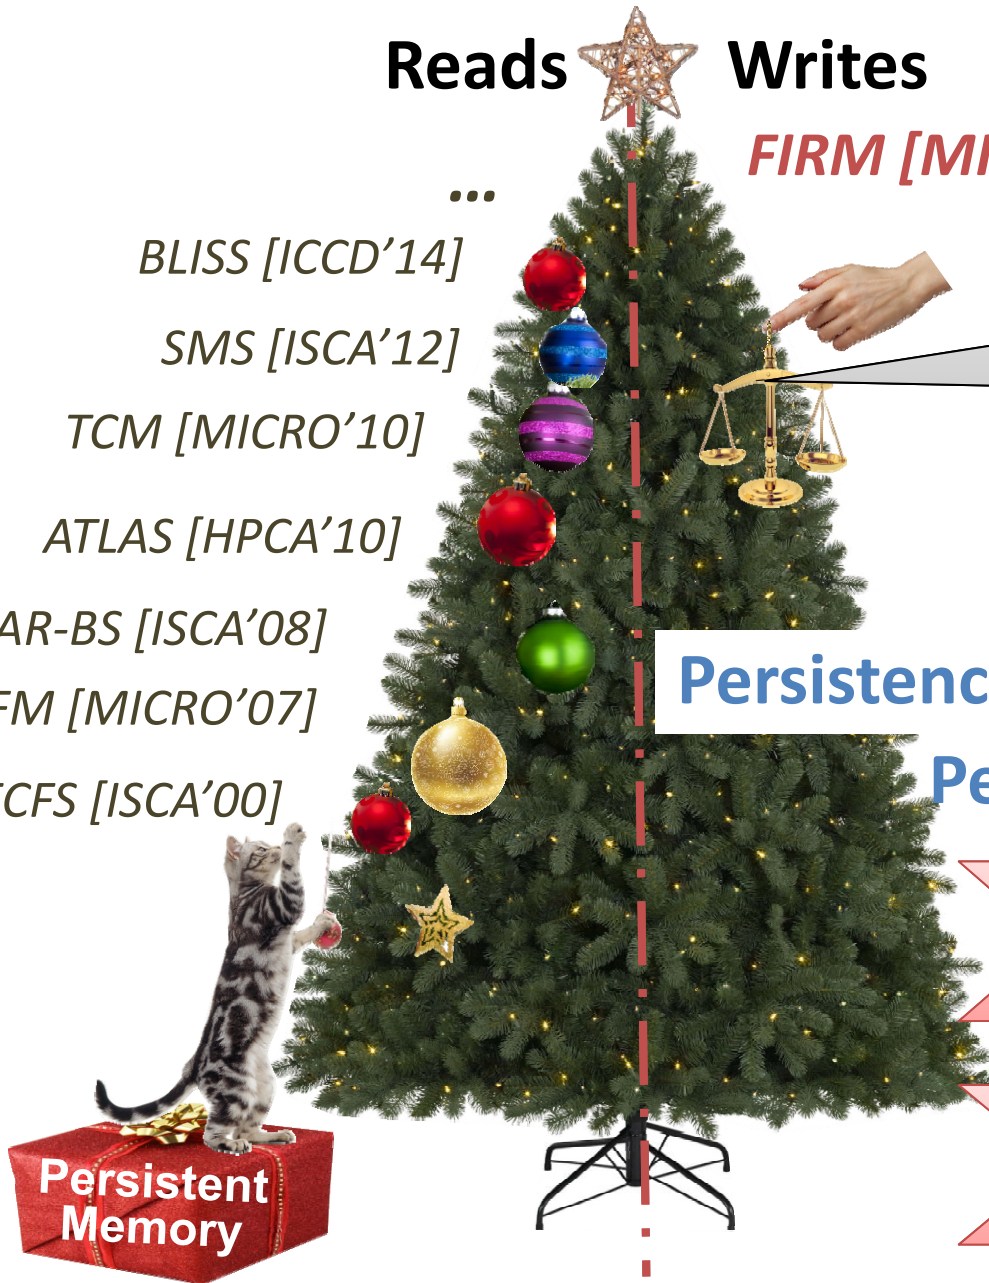 Reads Writes
FIRM [MI
...
BLISS [ICCD’14]
SMS [ISCA’12]
TCM [MICRO’10]
ATLAS [HPCA’10]
AR-BS [ISCA’08]
Persistenc
FM [MICRO’07]
Pe
CFS [ISCA’00]
Persistent
Memory